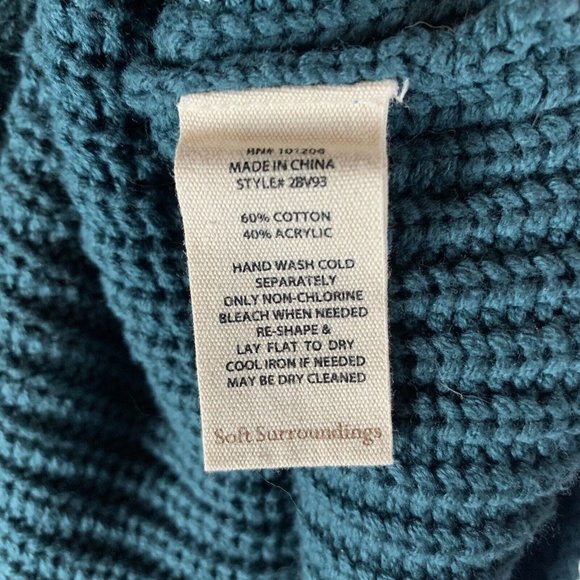 RN# 101206
MADE IN CHINA
STYLE# 2BV93
60% COTTON
40% ACRYLIC
HAND WASH COLD
SEPARATELY
ONLY NON-CHLORINE
BLEACH WHEN NEEDED
RE-SHAPE &
LAY FLAT TO DRY
COOL IRON IF NEEDED
MAY BE DRY CLEANED
Soft Surroundings